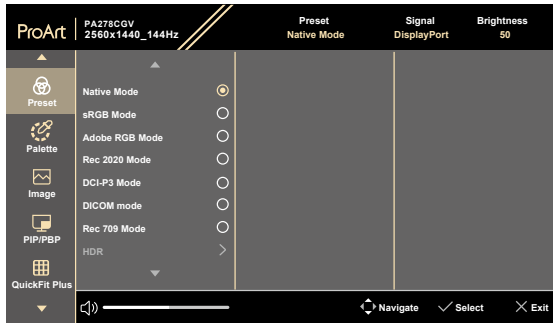 ProArt
PA278CGV
2560x1440_144Hz
Preset
Native Mode
Signal
DisplayPort
Brightness
50
Preset
Palette
Image
PIP/PBP
QuickFit Plus
Native Mode
sRGB Mode
Adobe RGB Mode
Rec 2020 Mode
DCI-P3 Mode
DICOM mode
Rec 709 Mode
HDR
Navigate
Select
Exit